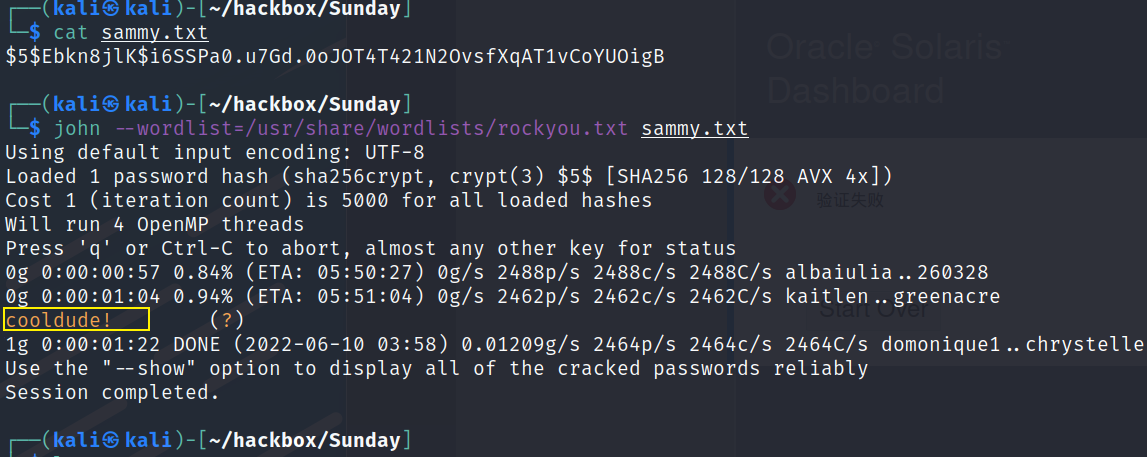 ┌──(kali㉿kali)-[~/hackbox/Sunday]
└─$ cat sammy.txt
$5$Ebkn8jlK$i6SSPa0.u7Gd.0oJOT4T421N2OvsfXqAT1vCoYUOigB
┌──(kali㉿kali)-[~/hackbox/Sunday]
└─$ john --wordlist=/usr/share/wordlists/rockyou.txt sammy.txt
Using default input encoding: UTF-8
Loaded 1 password hash (sha256crypt, crypt(3) $5$ [SHA256 128/128 AVX 4x])
Cost 1 (iteration count) is 5000 for all loaded hashes
Will run 4 OpenMP threads
Press 'q' or Ctrl-C to abort, almost any other key for status
0g 0:00:00:57 0.84% (ETA: 05:50:27) 0g/s 2488p/s 2488c/s 2488C/s albaiulia..260328
0g 0:00:01:04 0.94% (ETA: 05:51:04) 0g/s 2462p/s 2462c/s 2462C/s kaitlen..greenacre
cooldude!        (?)
1g 0:00:01:22 DONE (2022-06-10 03:58) 0.01209g/s 2464p/s 2464c/s 2464C/s domonique1..chrystelle
Use the "--show" option to display all of the cracked passwords reliably
Session completed.
┌──(kali㉿kali)-[~/hackbox/Sunday]
Oracle Solaris
Dashboard
验证失败
Start Over